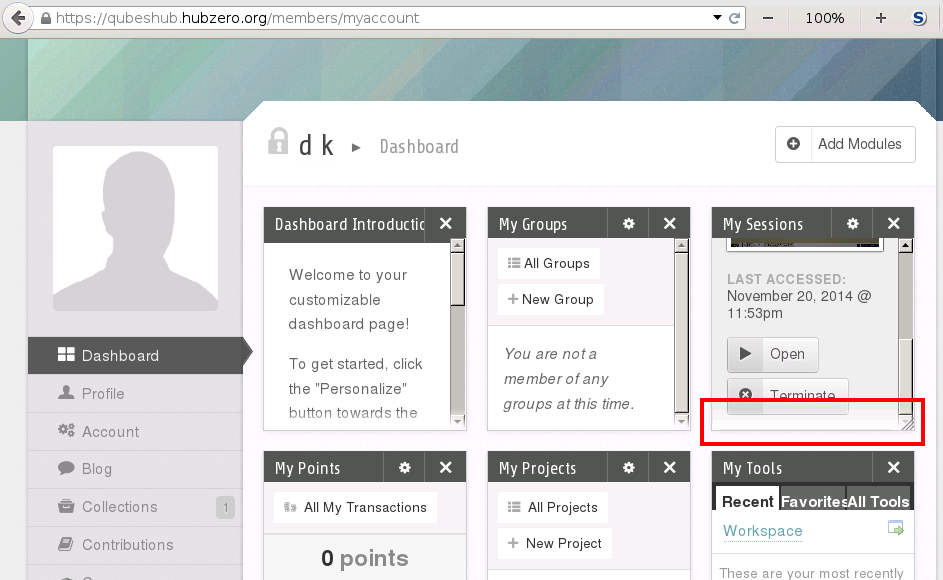 https://qubeshub.hubzero.org/members/myaccount
100%
S
d k ▸ Dashboard
Add Modules
Dashboard Introductio
My Groups
My Sessions
Welcome to your
customizable
dashboard page!
To get started, click
the "Personalize"
button towards the
All Groups
New Group
You are not a
member of any
groups at this time.
LAST ACCESSED:
November 20, 2014 @
11:53pm
Open
Terminate
Dashboard
Profile
Account
Blog
Collections 1
Contributions
My Points
My Projects
My Tools
All My Transactions
0 points
All Projects
New Project
Recent Favorites All Tools
Workspace
These are your most recently